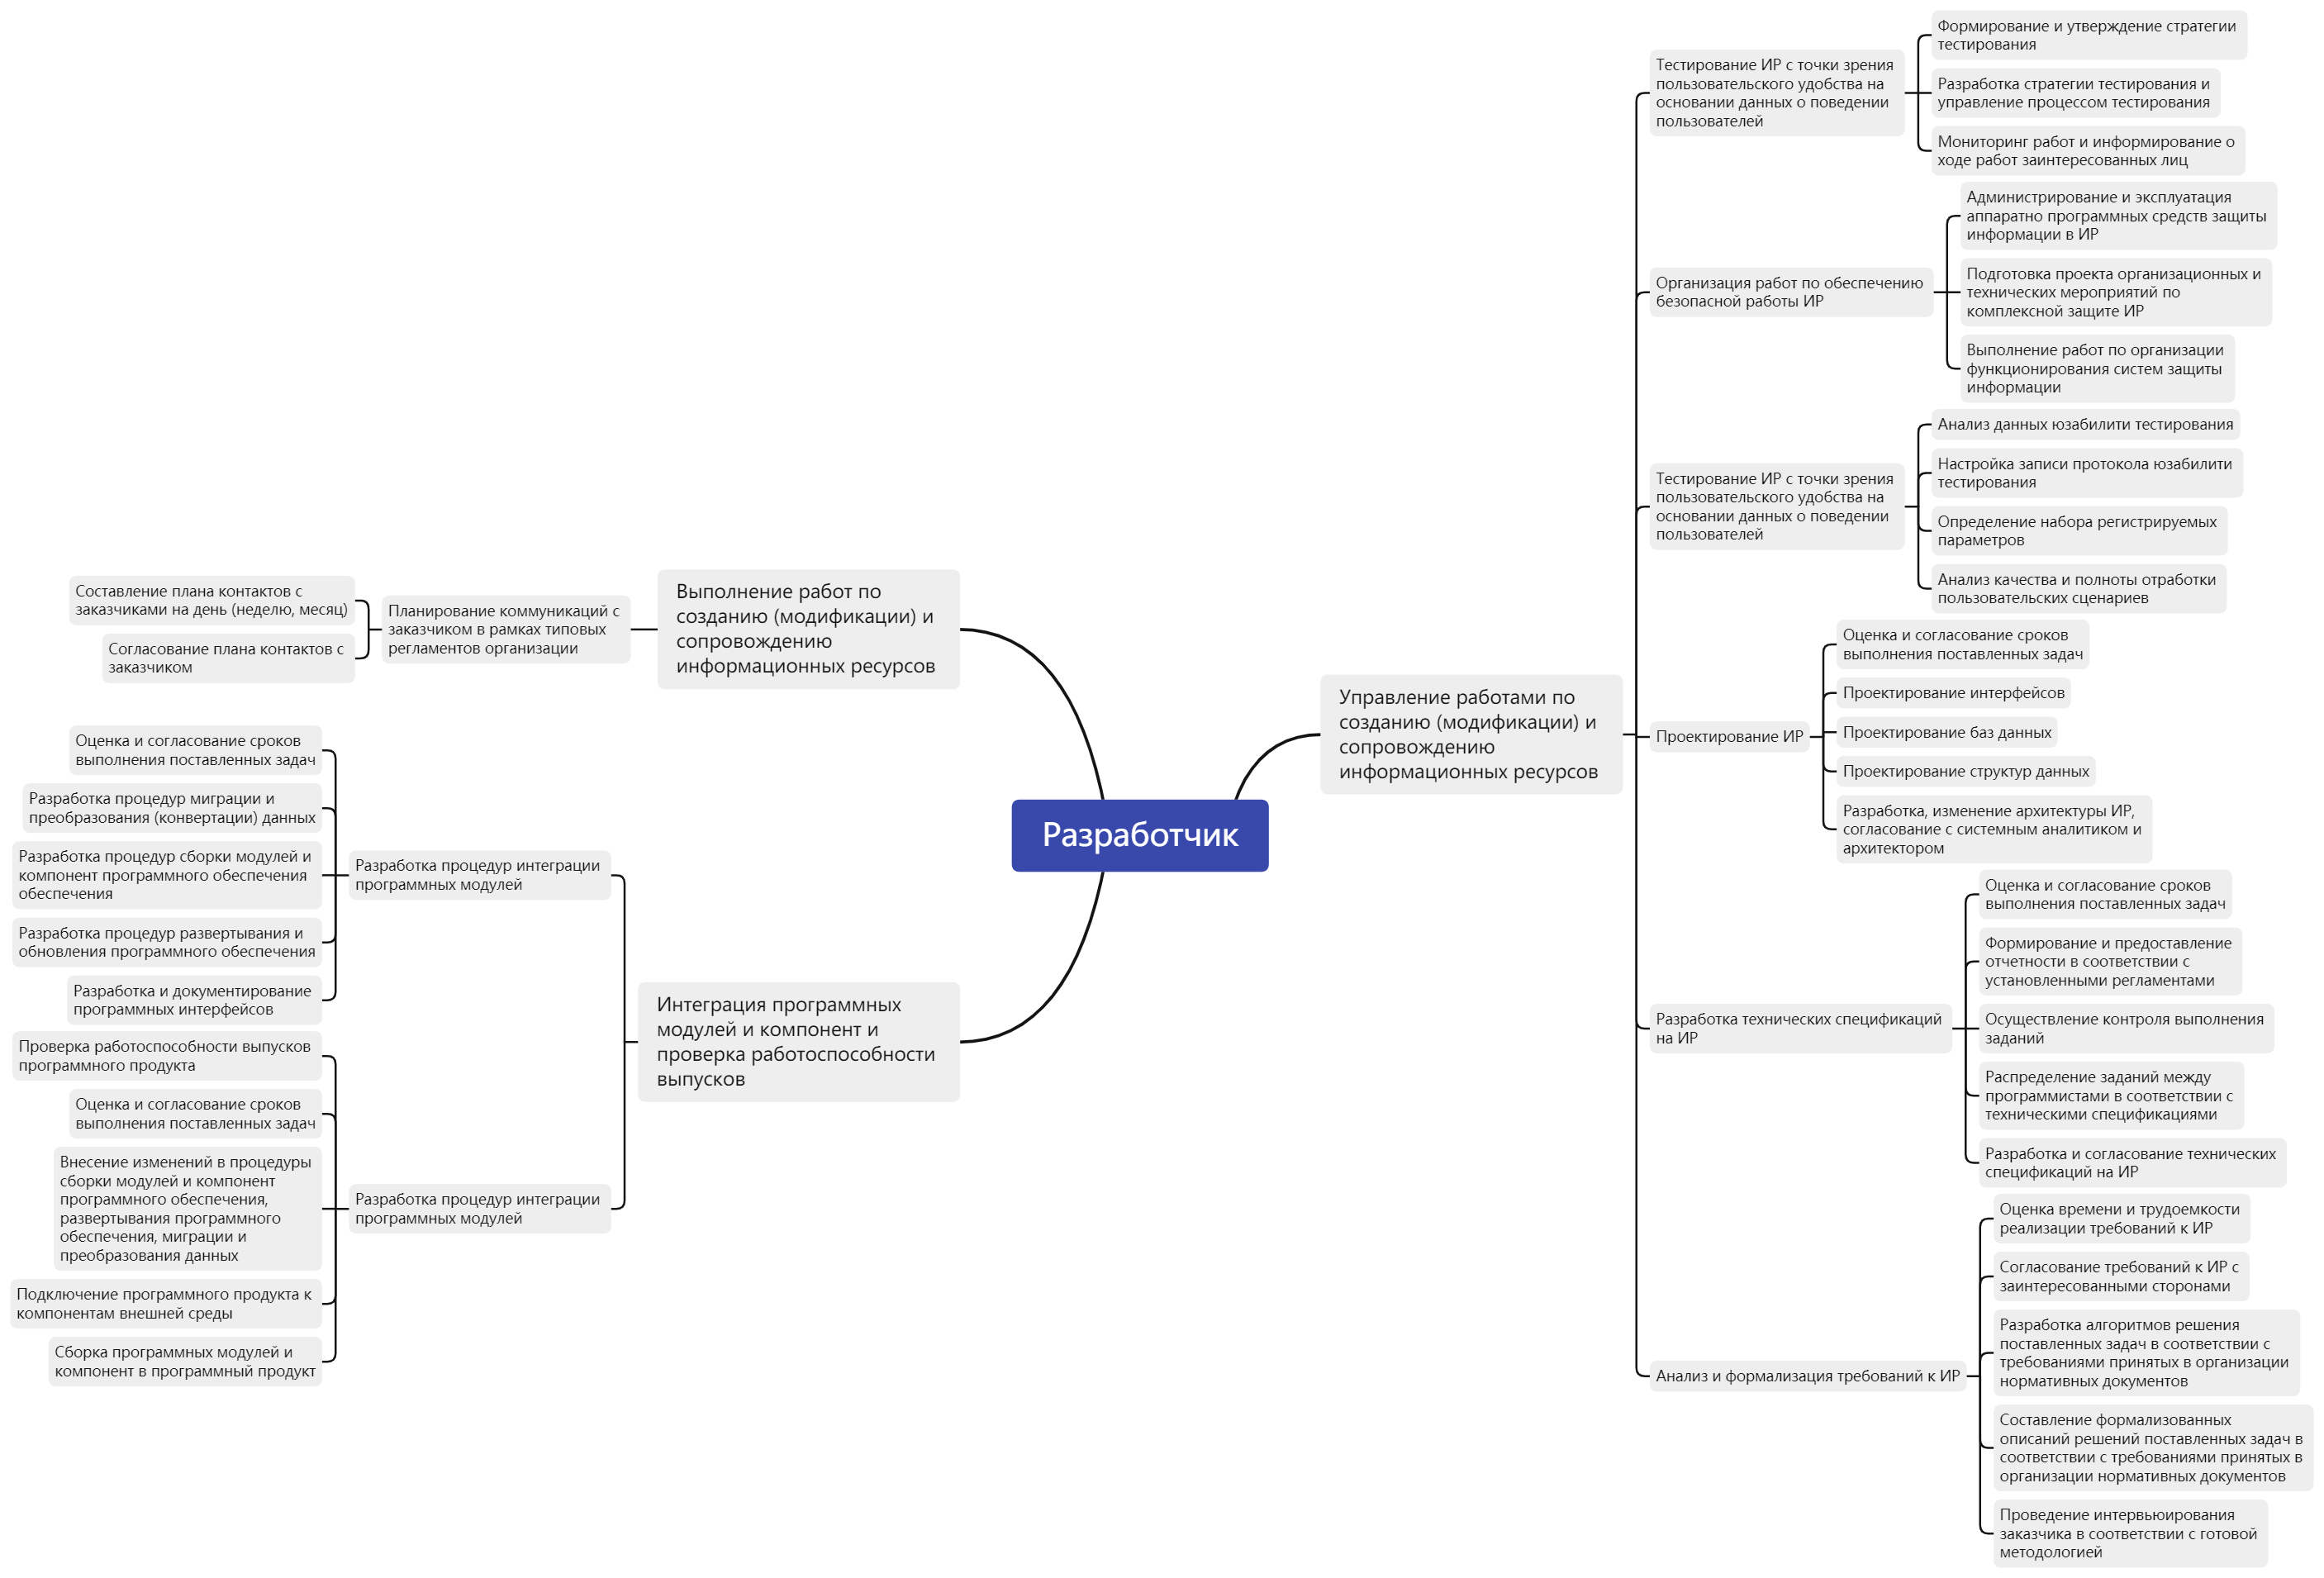 Разработчик
Выполнение работ по
созданию (модификации) и
сопровождению
информационных ресурсов
Планирование коммуникаций с
заказчиком в рамках типовых
регламентов организации
Составление плана контактов с
заказчиками на день (неделю, месяц)
Согласование плана контактов с
заказчиком
Интеграция программных
модулей и компонент и
проверка работоспособности
выпусков
Разработка процедур интеграции
программных модулей
Оценка и согласование сроков
выполнения поставленных задач
Разработка процедур миграции и
преобразования (конвертации) данных
Разработка процедур сборки модулей и
компонент программного обеспечения
обеспечения
Разработка процедур развертывания и
обновления программного обеспечения
Разработка и документирование
программных интерфейсов
Разработка процедур интеграции
программных модулей
Проверка работоспособности выпусков
программного продукта
Оценка и согласование сроков
выполнения поставленных задач
Внесение изменений в процедуры
сборки модулей и компонент
программного обеспечения,
развертывания программного
обеспечения, миграции и
преобразования данных
Подключение программного продукта к
компонентам внешней среды
Сборка программных модулей и
компонент в программный продукт
Управление работами по
созданию (модификации) и
сопровождению
информационных ресурсов
Тестирование ИР с точки зрения
пользовательского удобства на
основании данных о поведении
пользователей
Формирование и утверждение стратегии
тестирования
Разработка стратегии тестирования и
управление процессом тестирования
Мониторинг работ и информирование о
ходе работ заинтересованных лиц
Организация работ по обеспечению
безопасной работы ИР
Администрирование и эксплуатация
аппаратно программных средств защиты
информации в ИР
Подготовка проекта организационных и
технических мероприятий по
комплексной защите ИР
Выполнение работ по организации
функционирования систем защиты
информации
Тестирование ИР с точки зрения
пользовательского удобства на
основании данных о поведении
пользователей
Анализ данных юзабилити тестирования
Настройка записи протокола юзабилити
тестирования
Определение набора регистрируемых
параметров
Анализ качества и полноты отработки
пользовательских сценариев
Проектирование ИР
Оценка и согласование сроков
выполнения поставленных задач
Проектирование интерфейсов
Проектирование баз данных
Проектирование структур данных
Разработка, изменение архитектуры ИР,
согласование с системным аналитиком и
архитектором
Разработка технических спецификаций
на ИР
Оценка и согласование сроков
выполнения поставленных задач
Формирование и предоставление
отчетности в соответствии с
установленными регламентами
Осуществление контроля выполнения
заданий
Распределение заданий между
программистами в соответствии с
техническими спецификациями
Разработка и согласование технических
спецификаций на ИР
Анализ и формализация требований к ИР
Оценка времени и трудоемкости
реализации требований к ИР
Согласование требований к ИР с
заинтересованными сторонами
Разработка алгоритмов решения
поставленных задач в соответствии с
требованиями принятых в организации
нормативных документов
Составление формализованных
описаний решений поставленных задач в
соответствии с требованиями принятых в
организации нормативных документов
Проведение интервьюирования
заказчика в соответствии с готовой
методологией